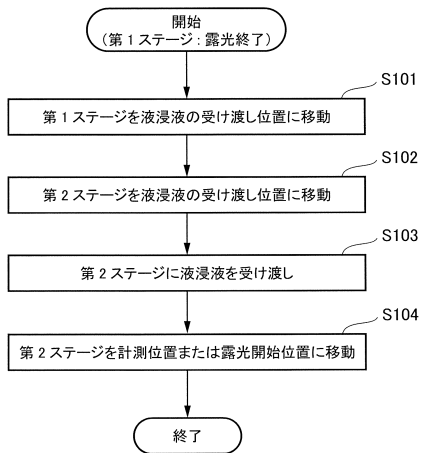 開始
(第1ステージ:露光終了)
S101
第1ステージを液浸液の受け渡し位置に移動
S102
第2ステージを液浸液の受け渡し位置に移動
S103
第2ステージに液浸液を受け渡し
S104
第2ステージを計測位置または露光開始位置に移動
終了